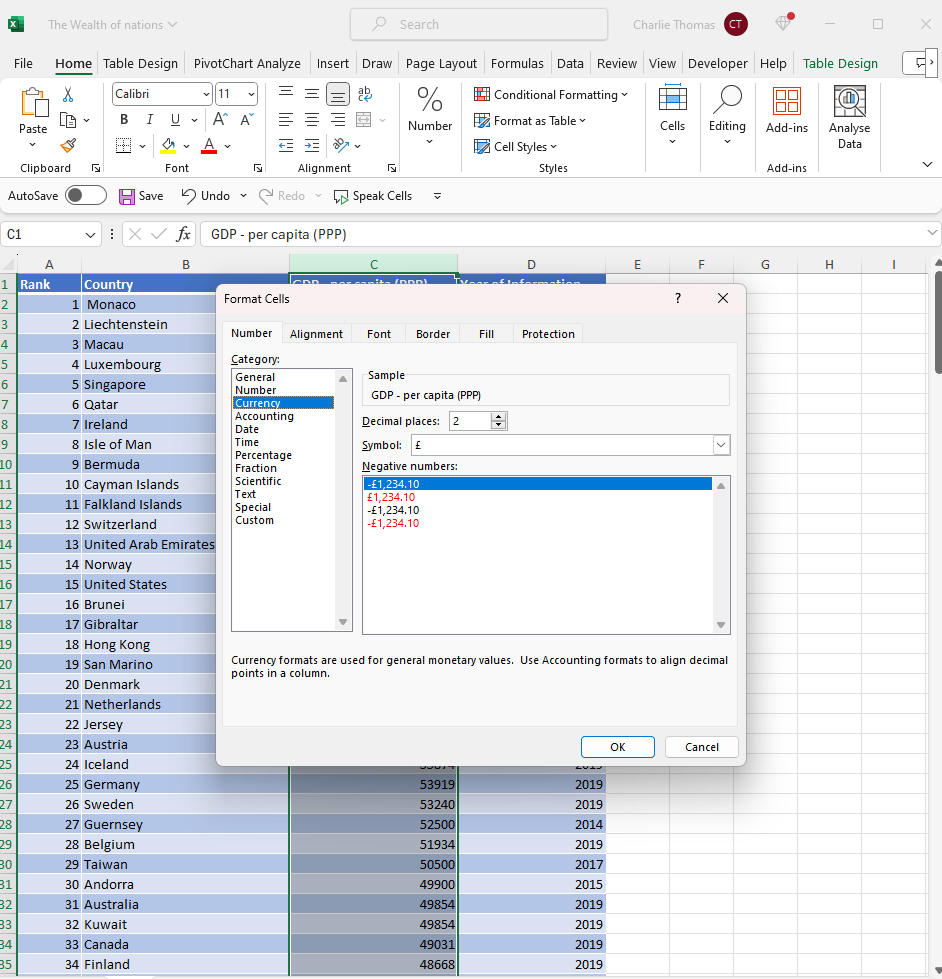 The Wealth of nations
Search
Charlie Thomas CT
File Home Table Design PivotChart Analyze Insert Draw Page Layout Formulas Data Review View Developer Help Table Design
Paste
Clipboard
Calibri 11
B I U A A
A
Font
ab
Alignment
%
Number
Conditional Formatting
Format as Table
Cell Styles
Styles
Cells
Editing
Add-ins
Add-ins
Analyse
Data
AutoSave Save Undo Redo Speak Cells
C1 fx GDP - per capita (PPP)
A B C D E F G H I
1 Rank Country GDP - per capita (PPP) Year of Information
2 1 Monaco
3 2 Liechtenstein
4 3 Macau
5 4 Luxembourg
6 5 Singapore
7 6 Qatar
8 7 Ireland
9 8 Isle of Man
10 9 Bermuda
11 10 Cayman Islands
12 11 Falkland Islands
13 12 Switzerland
14 13 United Arab Emirates
15 14 Norway
16 15 United States
17 16 Brunei
18 17 Gibraltar
19 18 Hong Kong
20 19 San Marino
21 20 Denmark
22 21 Netherlands
23 22 Jersey
24 23 Austria
25 24 Iceland 2019
26 25 Germany 53919 2019
27 26 Sweden 53240 2019
28 27 Guernsey 52500 2014
29 28 Belgium 51934 2019
30 29 Taiwan 50500 2017
31 30 Andorra 49900 2015
32 31 Australia 49854 2019
33 32 Kuwait 49854 2019
34 33 Canada 49031 2019
35 34 Finland 48668 2019
Format Cells ?
Number Alignment Font Border Fill Protection
Category:
General
Number
Currency
Accounting
Date
Time
Percentage
Fraction
Scientific
Text
Special
Custom
Sample
GDP - per capita (PPP)
Decimal places: 2
Symbol: £
Negative numbers:
-£1,234.10
£1,234.10
-£1,234.10
-£1,234.10
Currency formats are used for general monetary values. Use Accounting formats to align decimal
points in a column.
OK Cancel